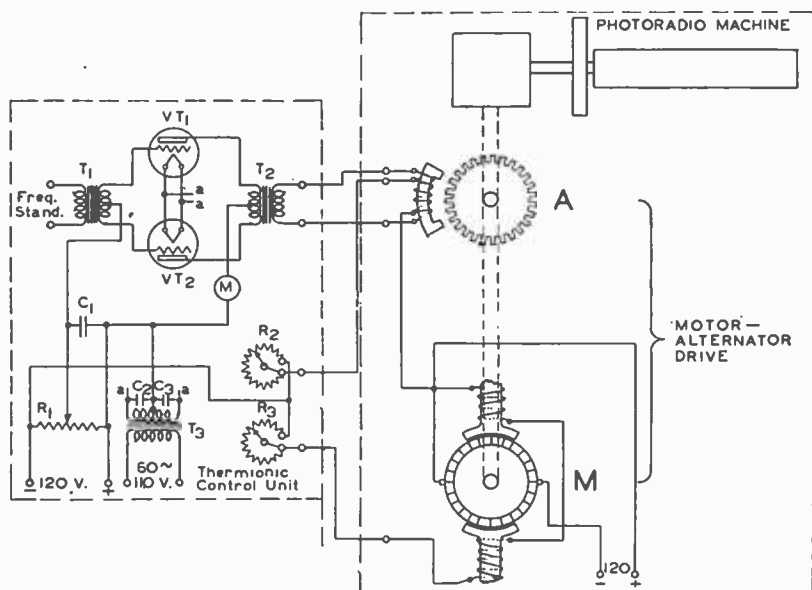 PHOTORADIO MACHINE
VT1
T1
T2
a
a
Freq.
Stand.
VT2
A
M
C1
MOTOR—
ALTERNATOR
DRIVE
R2
a C2 C3 a
R1
T3
R3
M
60~
- 120 V. + 110 V.
Thermionic
Control Unit
120
- +